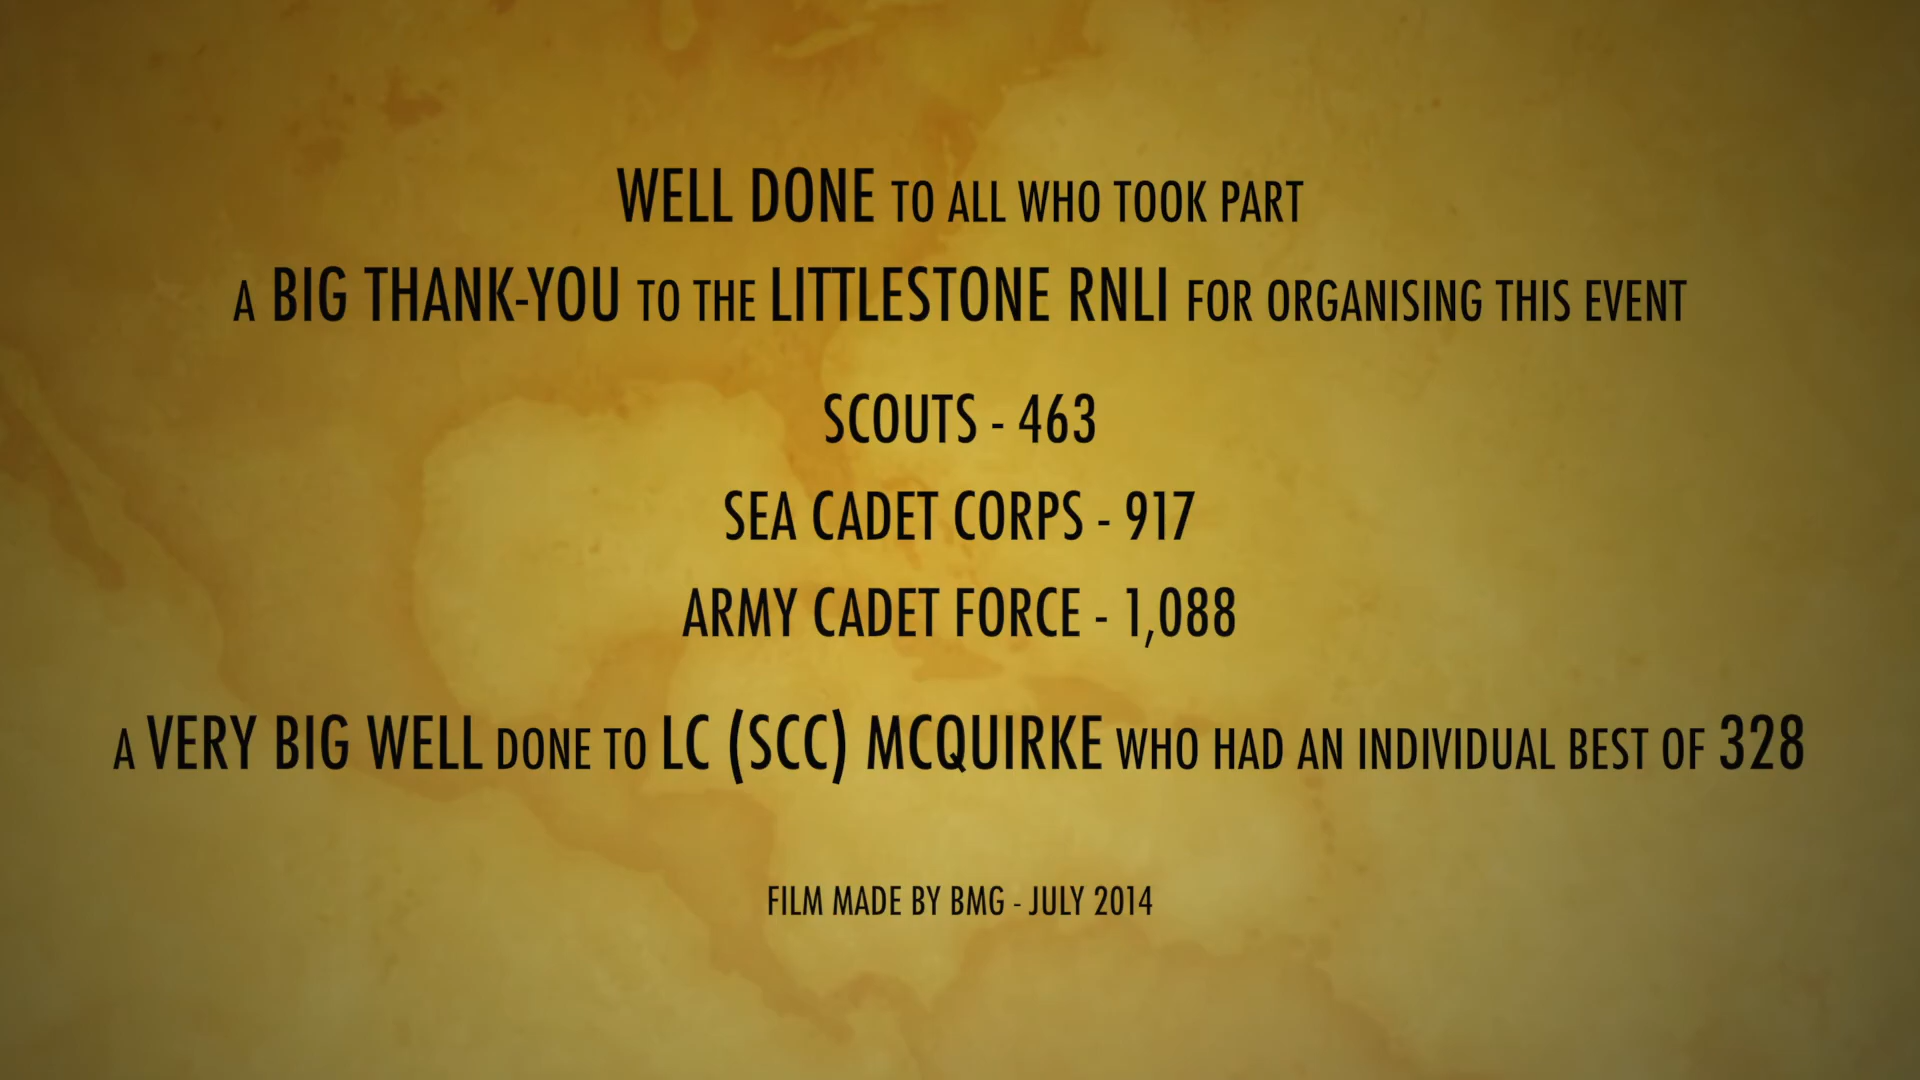 WELL DONE TO ALL WHO TOOK PART
A BIG THANK-YOU TO THE LITTLESTONE RNLI FOR ORGANISING THIS EVENT
SCOUTS - 463
SEA CADET CORPS - 917
ARMY CADET FORCE - 1,088
A VERY BIG WELL DONE TO LC (SCC) MCQUIRKE WHO HAD AN INDIVIDUAL BEST OF 328
FILM MADE BY BMG - JULY 2014